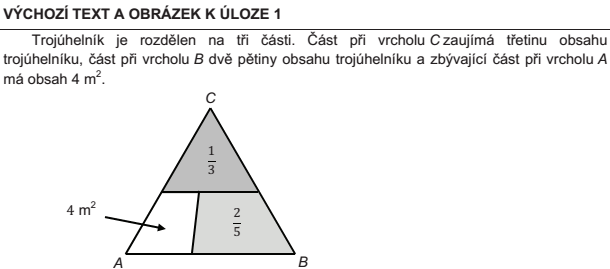 VÝCHOZÍ TEXT A OBRÁZEK K ÚLOZE 1
Trojúhelník je rozdělen na tři části. Část při vrcholu C zaujímá třetinu obsahu
trojúhelníku, část při vrcholu B dvě pětiny obsahu trojúhelníku a zbývající část při vrcholu A
má obsah 4 m².
C
1/3
4 m²
2/5
A
B